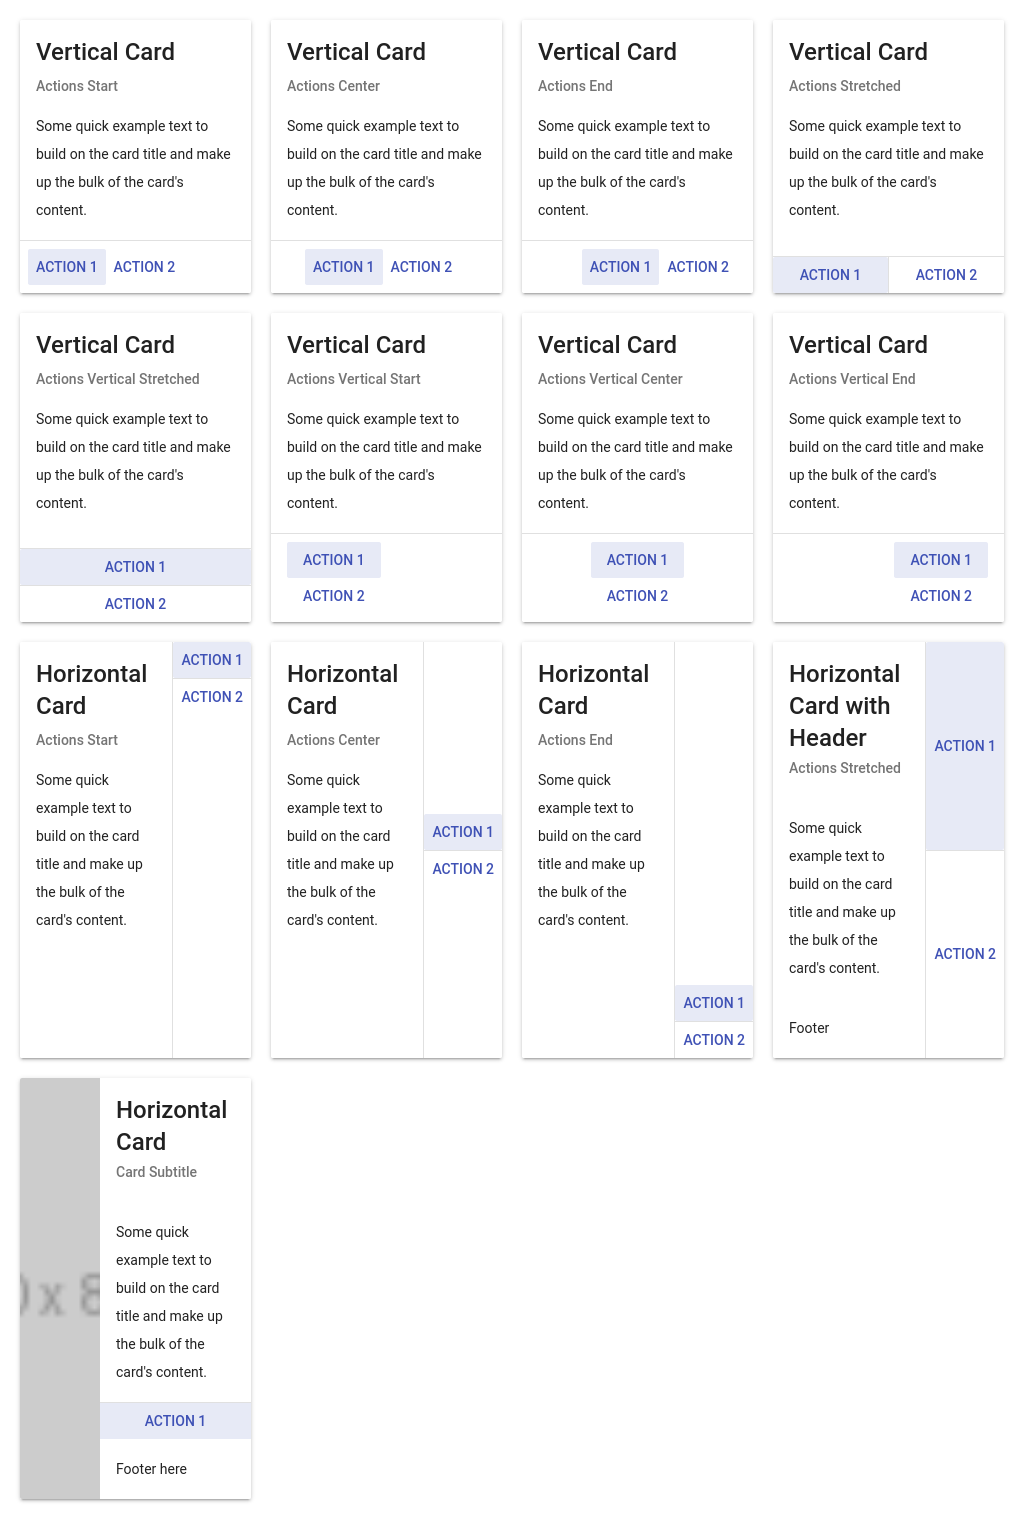 Vertical Card
Actions Start
Some quick example text to
build on the card title and make
up the bulk of the card's
content.
ACTION 1 ACTION 2
Vertical Card
Actions Center
Some quick example text to
build on the card title and make
up the bulk of the card's
content.
ACTION 1 ACTION 2
Vertical Card
Actions End
Some quick example text to
build on the card title and make
up the bulk of the card's
content.
ACTION 1 ACTION 2
Vertical Card
Actions Stretched
Some quick example text to
build on the card title and make
up the bulk of the card's
content.
ACTION 1 ACTION 2
Vertical Card
Actions Vertical Stretched
Some quick example text to
build on the card title and make
up the bulk of the card's
content.
ACTION 1
ACTION 2
Vertical Card
Actions Vertical Start
Some quick example text to
build on the card title and make
up the bulk of the card's
content.
ACTION 1
ACTION 2
Vertical Card
Actions Vertical Center
Some quick example text to
build on the card title and make
up the bulk of the card's
content.
ACTION 1
ACTION 2
Vertical Card
Actions Vertical End
Some quick example text to
build on the card title and make
up the bulk of the card's
content.
ACTION 1
ACTION 2
Horizontal
Card
Actions Start
Some quick
example text to
build on the card
title and make up
the bulk of the
card's content.
ACTION 1
ACTION 2
Horizontal
Card
Actions Center
Some quick
example text to
build on the card
title and make up
the bulk of the
card's content.
ACTION 1
ACTION 2
Horizontal
Card
Actions End
Some quick
example text to
build on the card
title and make up
the bulk of the
card's content.
ACTION 1
ACTION 2
Horizontal
Card with
Header
Actions Stretched
Some quick
example text to
build on the card
title and make up
the bulk of the
card's content.
Footer
ACTION 1
ACTION 2
x
Horizontal
Card
Card Subtitle
Some quick
example text to
build on the card
title and make up
the bulk of the
card's content.
ACTION 1
Footer here